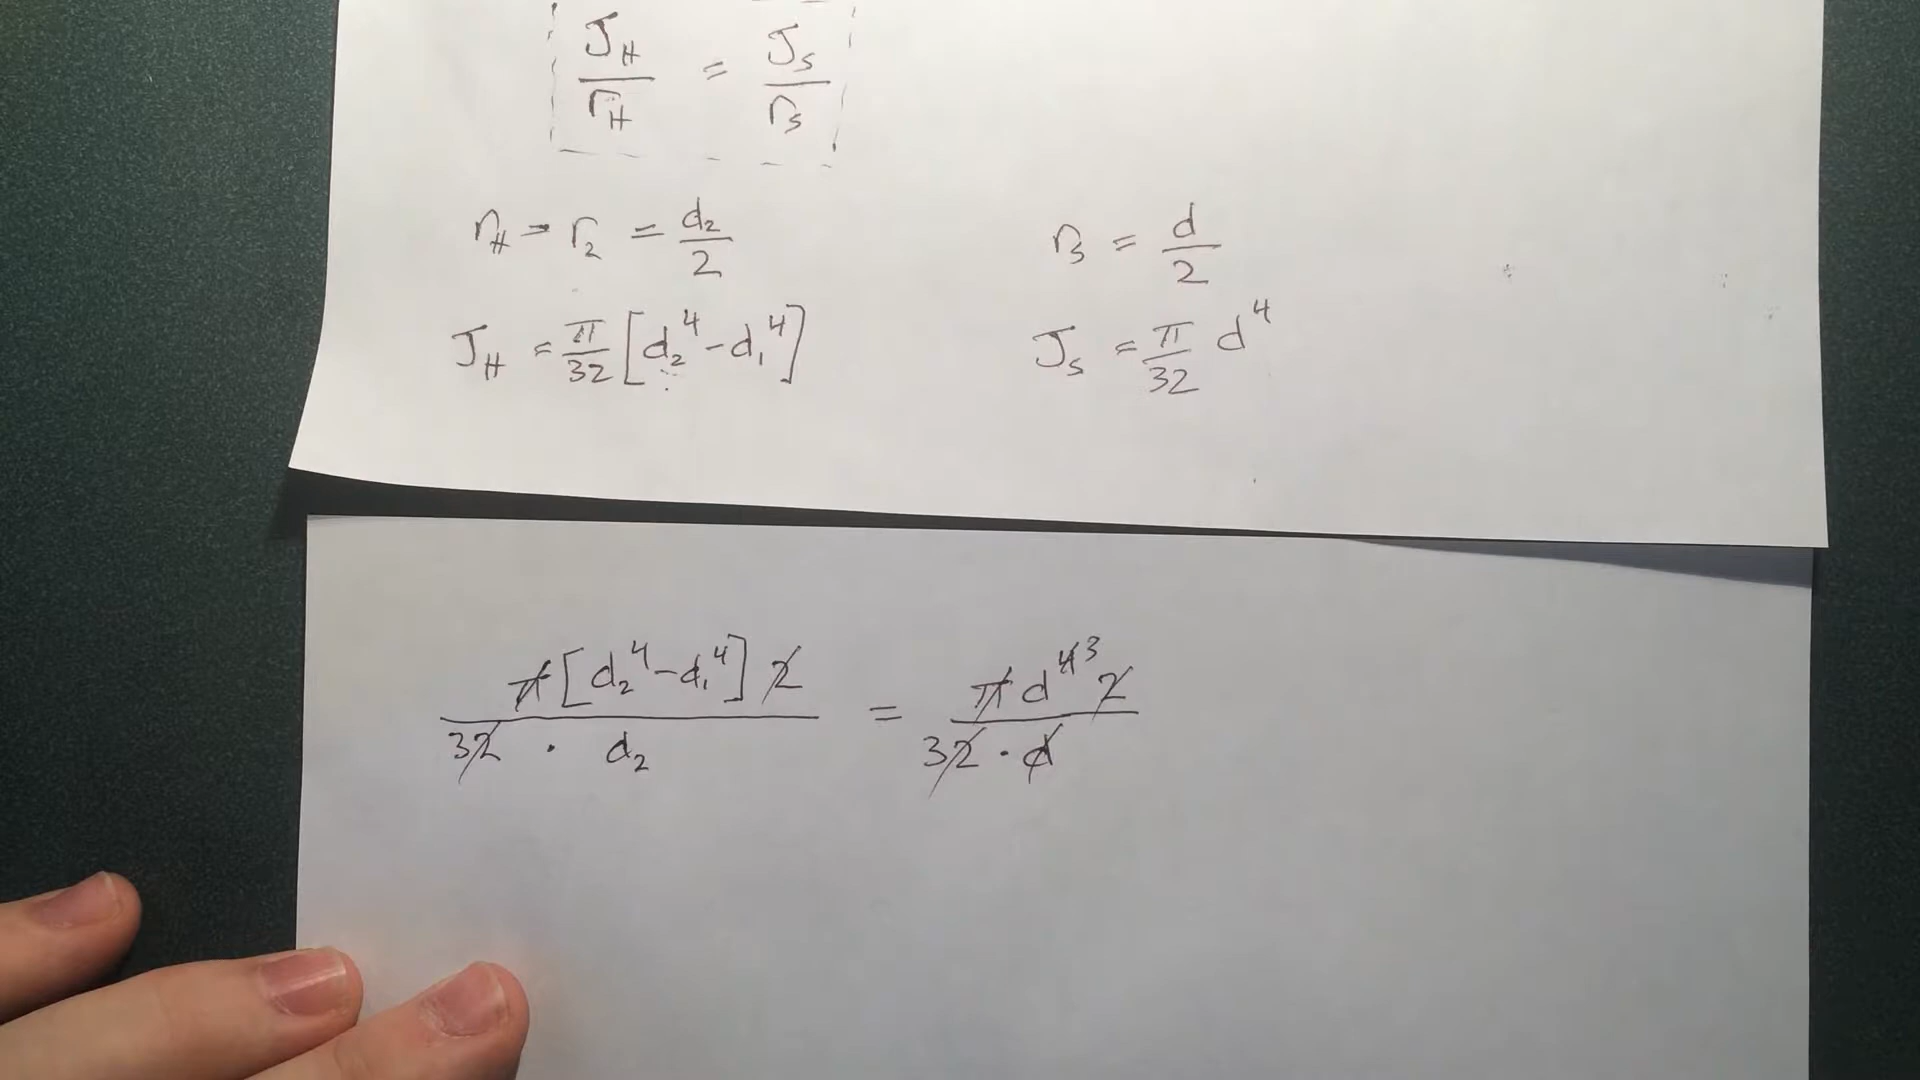 J_H / r_H = J_S / r_S
r_H = r_2 = d_2 / 2
r_S = d / 2
J_H = π/32 [d_2^4 - d_1^4]
J_S = π/32 d^4
π[d_2^4 - d_1^4] 2 / 32 · d_2 = π d^4 3 2 / 32 · d